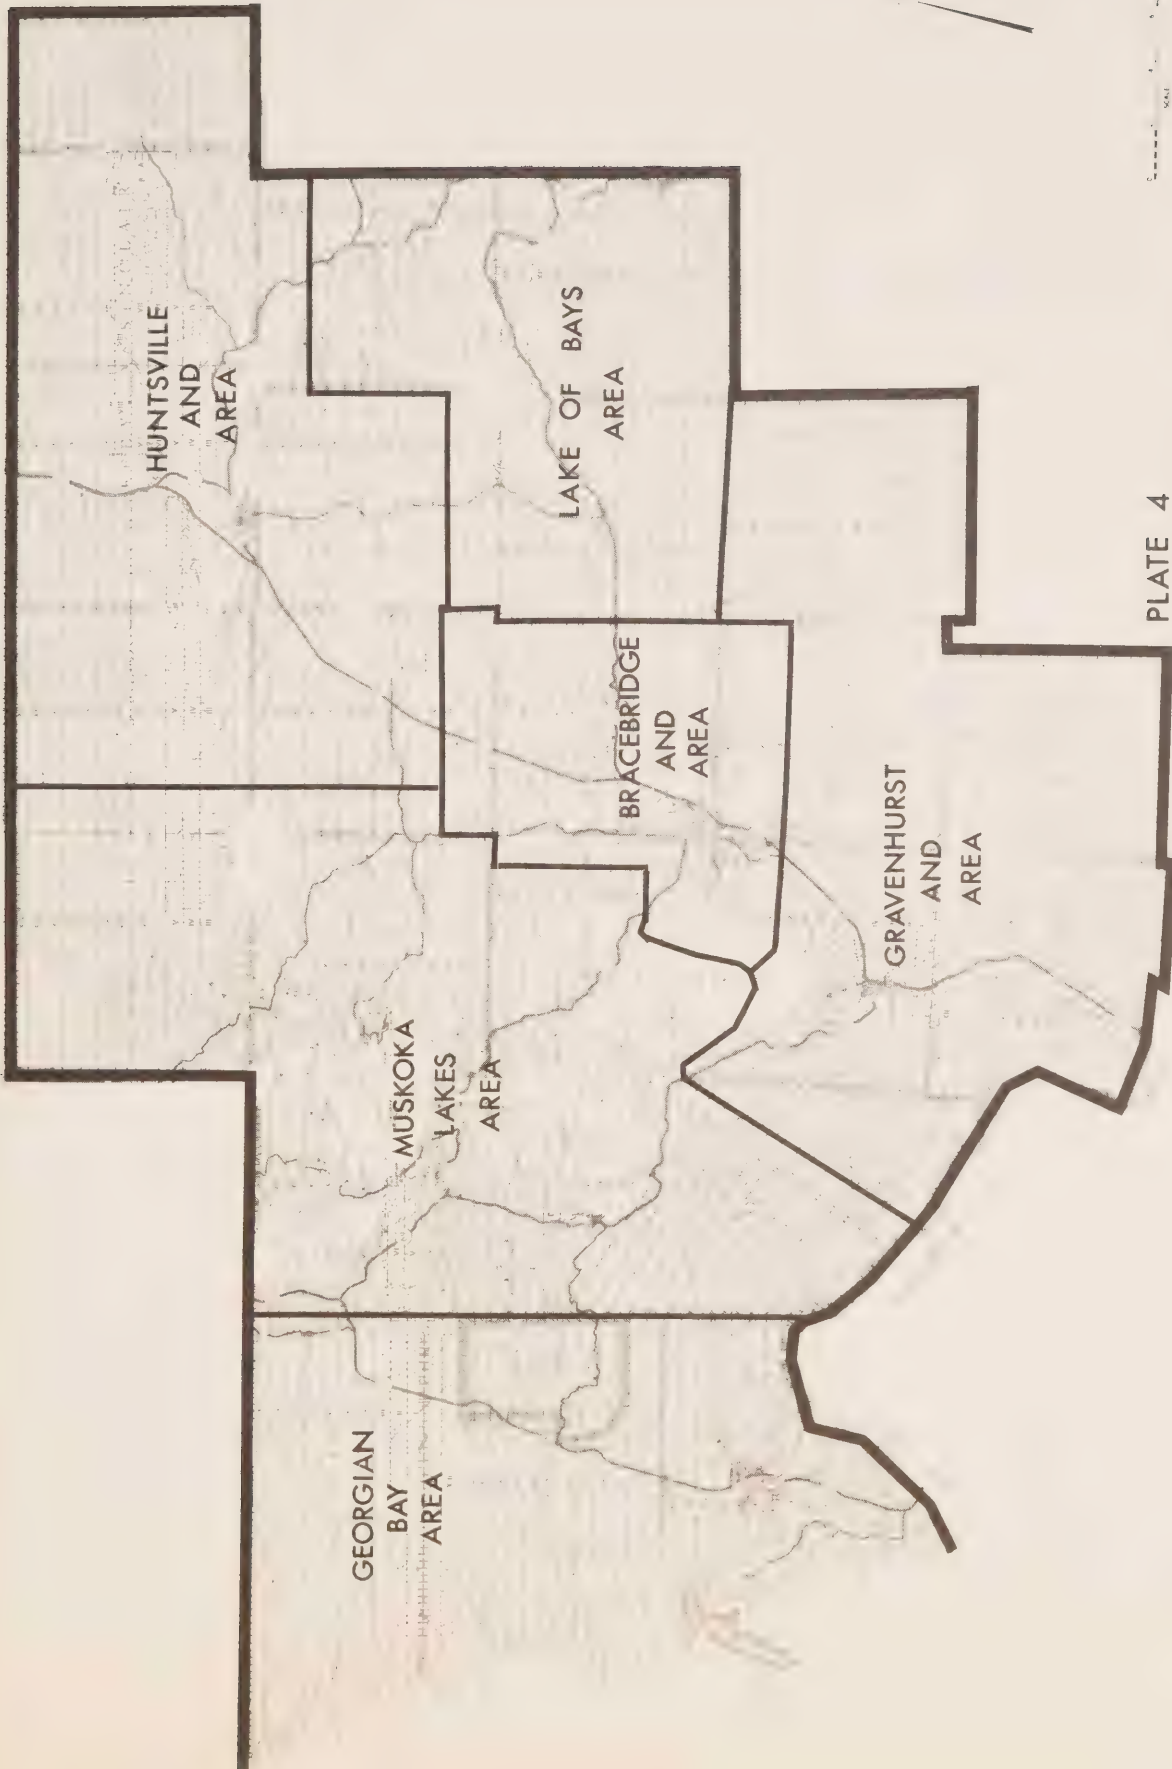 HUNTSVILLE
AND
AREA
LAKE OF BAYS
AREA
BRACEBRIDGE
AND
AREA
MUSKOKA
LAKES
AREA
GRAVENHURST
AND
AREA
GEORGIAN
BAY
AREA
PLATE 4